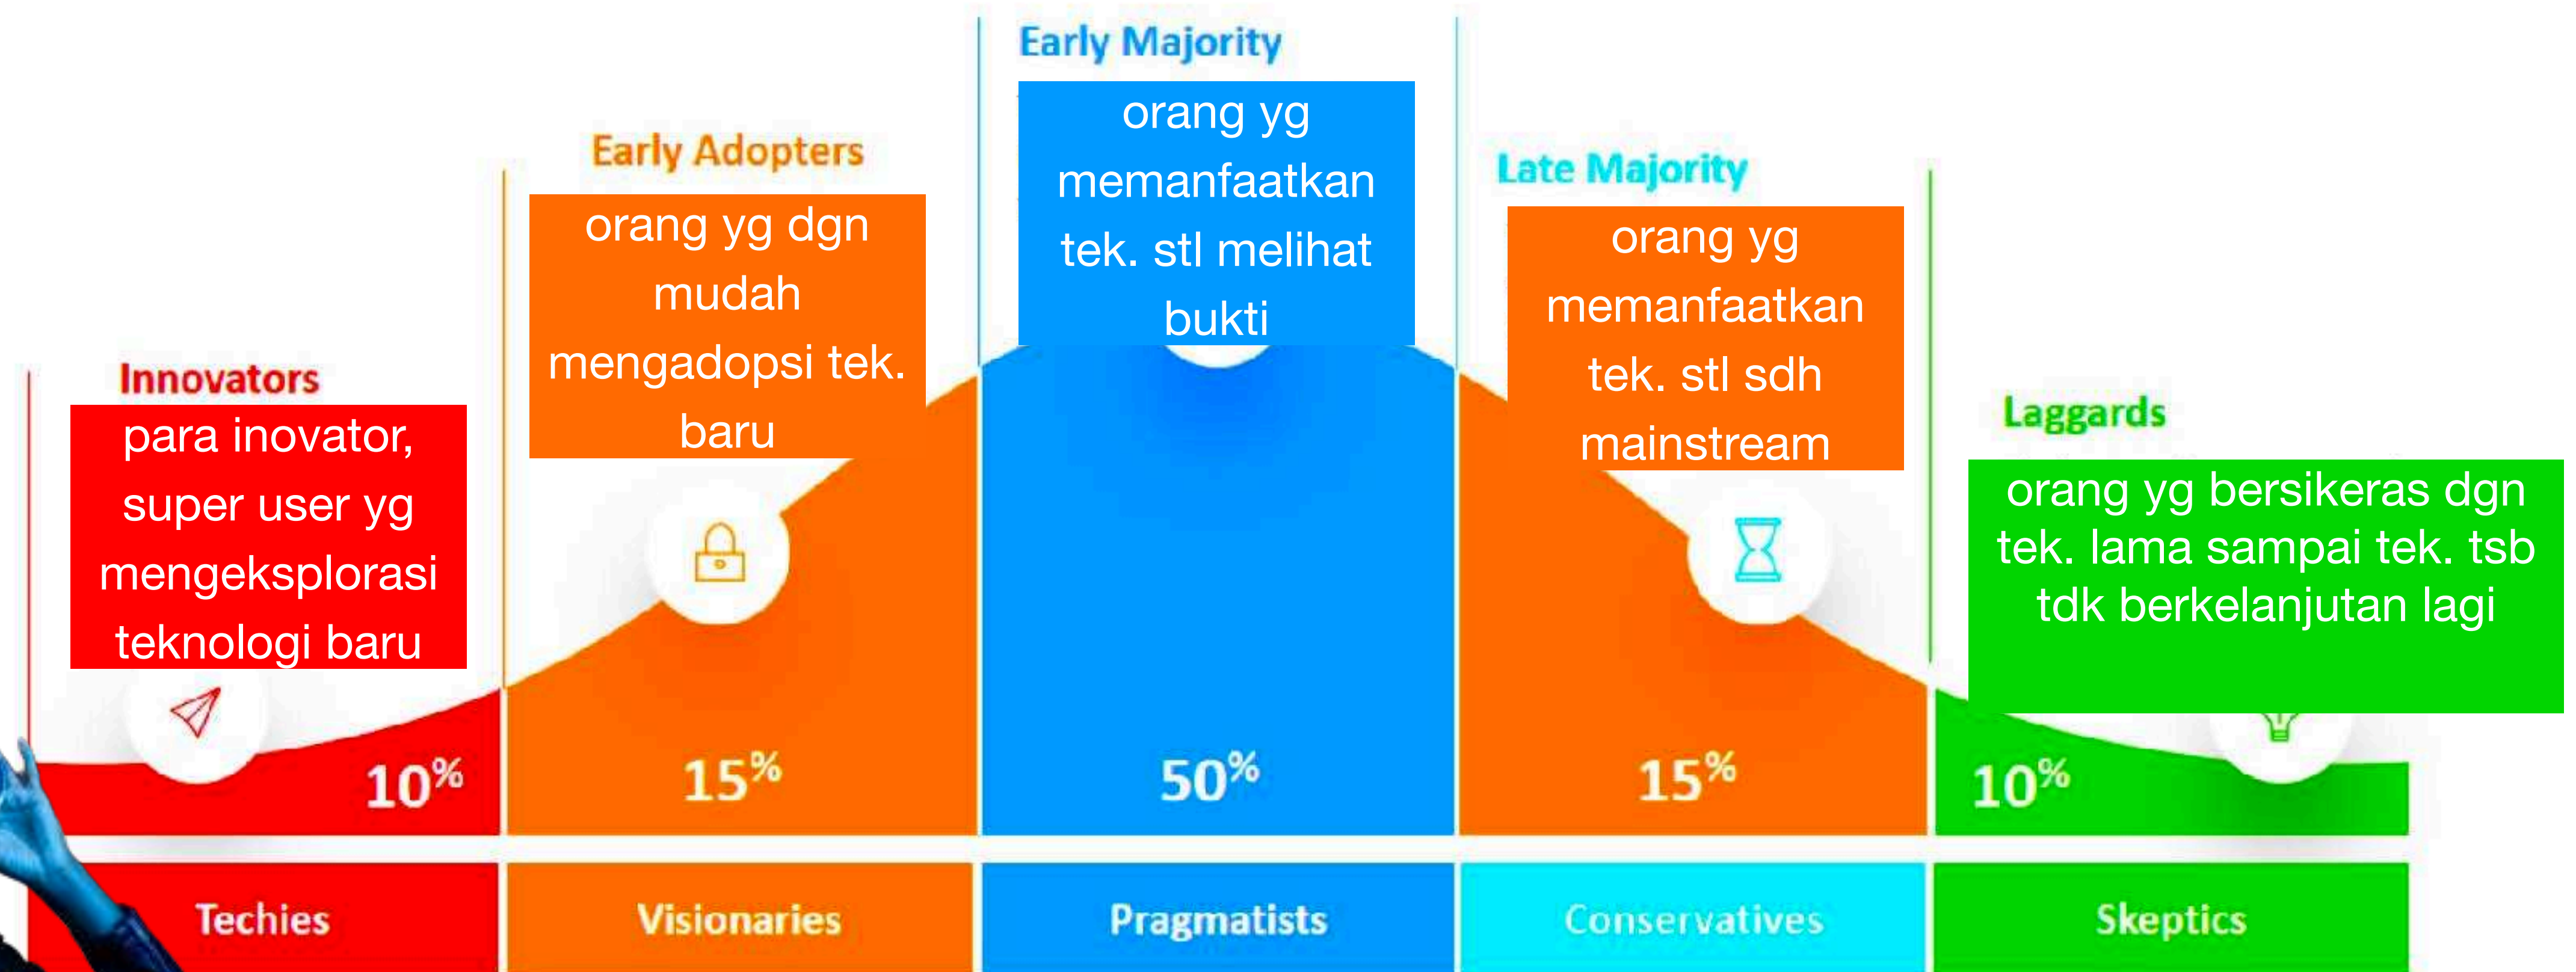 Innovators
para inovator,
super user yg
mengeksplorasi
teknologi baru
10%
Techies
Early Adopters
orang yg dgn
mudah
mengadopsi tek.
baru
15%
Visionaries
Early Majority
orang yg
memanfaatkan
tek. stl melihat
bukti
50%
Pragmatists
Late Majority
orang yg
memanfaatkan
tek. stl sdh
mainstream
15%
Conservatives
Laggards
orang yg bersikeras dgn
tek. lama sampai tek. tsb
tdk berkelanjutan lagi
10%
Skeptics